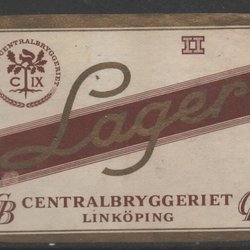 CENTRALBRYGGERIET
C IX
II
Lager
CB CENTRALBRYGGERIET CB
LINKÖPING